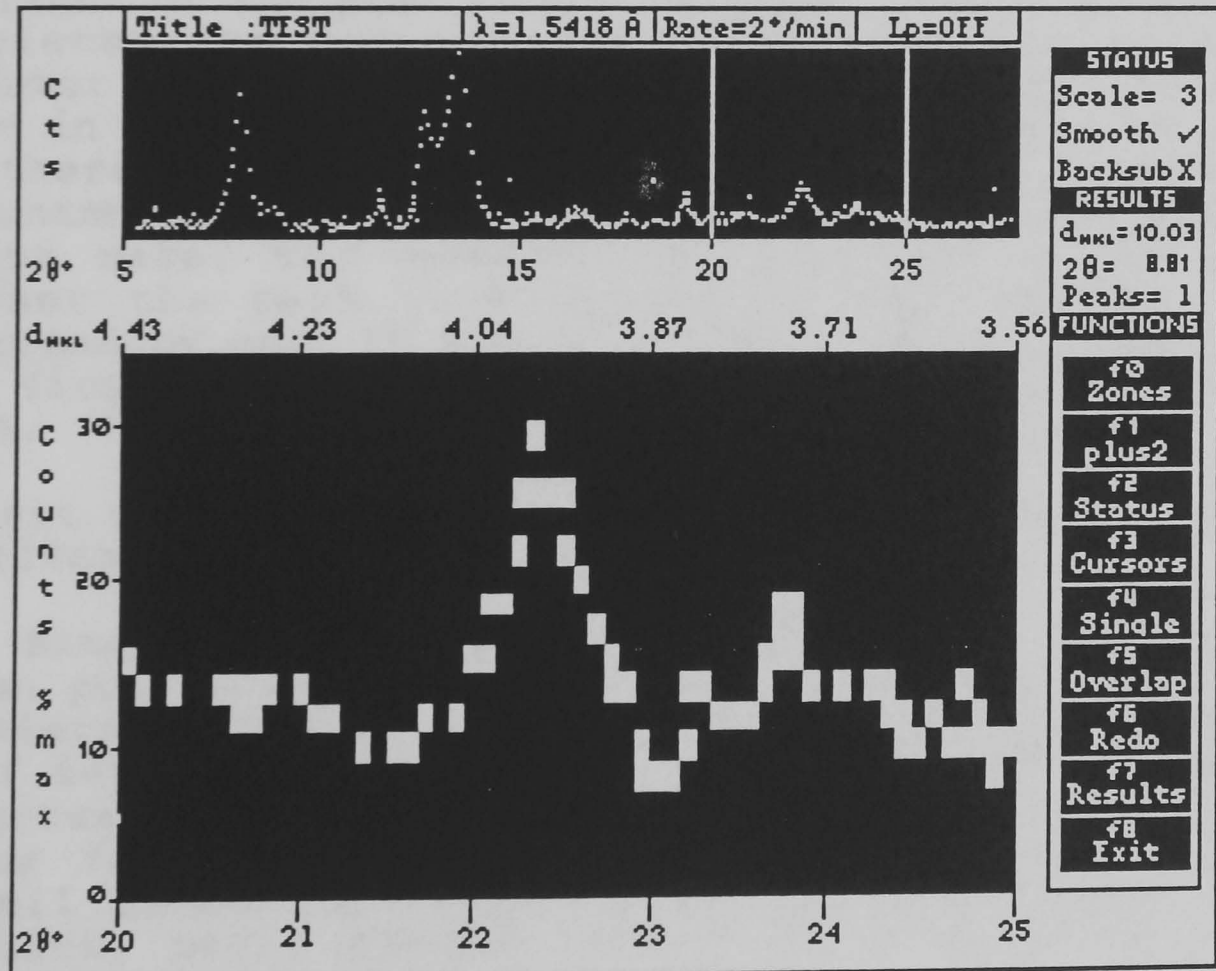 Title :TEST λ=1.5418 Å Rate=2°/min Lp=OFF
Cts
5 10 15 20 25
2θ°
dHKL 4.43 4.23 4.04 3.87 3.71 3.56
Counts % max
30
20
10
0
2θ° 20 21 22 23 24 25
STATUS
Scale= 3
Smooth ✓
Backsub X
RESULTS
dHKL=10.03
2θ= 8.81
Peaks= 1
FUNCTIONS
f0
Zones
f1
plus2
f2
Status
f3
Cursors
f4
Single
f5
Overlap
f6
Redo
f7
Results
f8
Exit